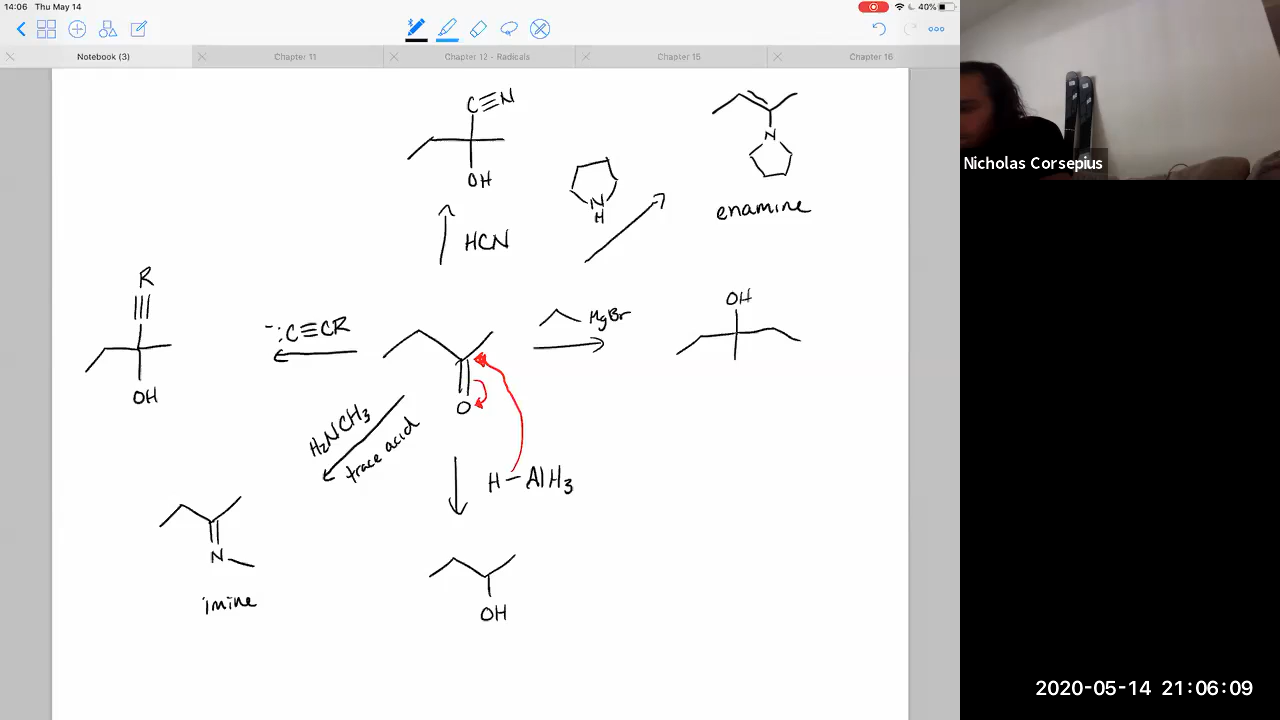 14:06 Thu May 14
40%
Notebook (3)
Chapter 11
Chapter 12 - Radicals
Chapter 15
Chapter 16
C≡N
OH
HCN
N
H
N
enamine
Nicholas Corsepius
R
OH
⁻:C≡CR
O
MgBr
OH
H₂NCH₃
trace acid
H-AlH₃
N
imine
OH
2020-05-14 21:06:09